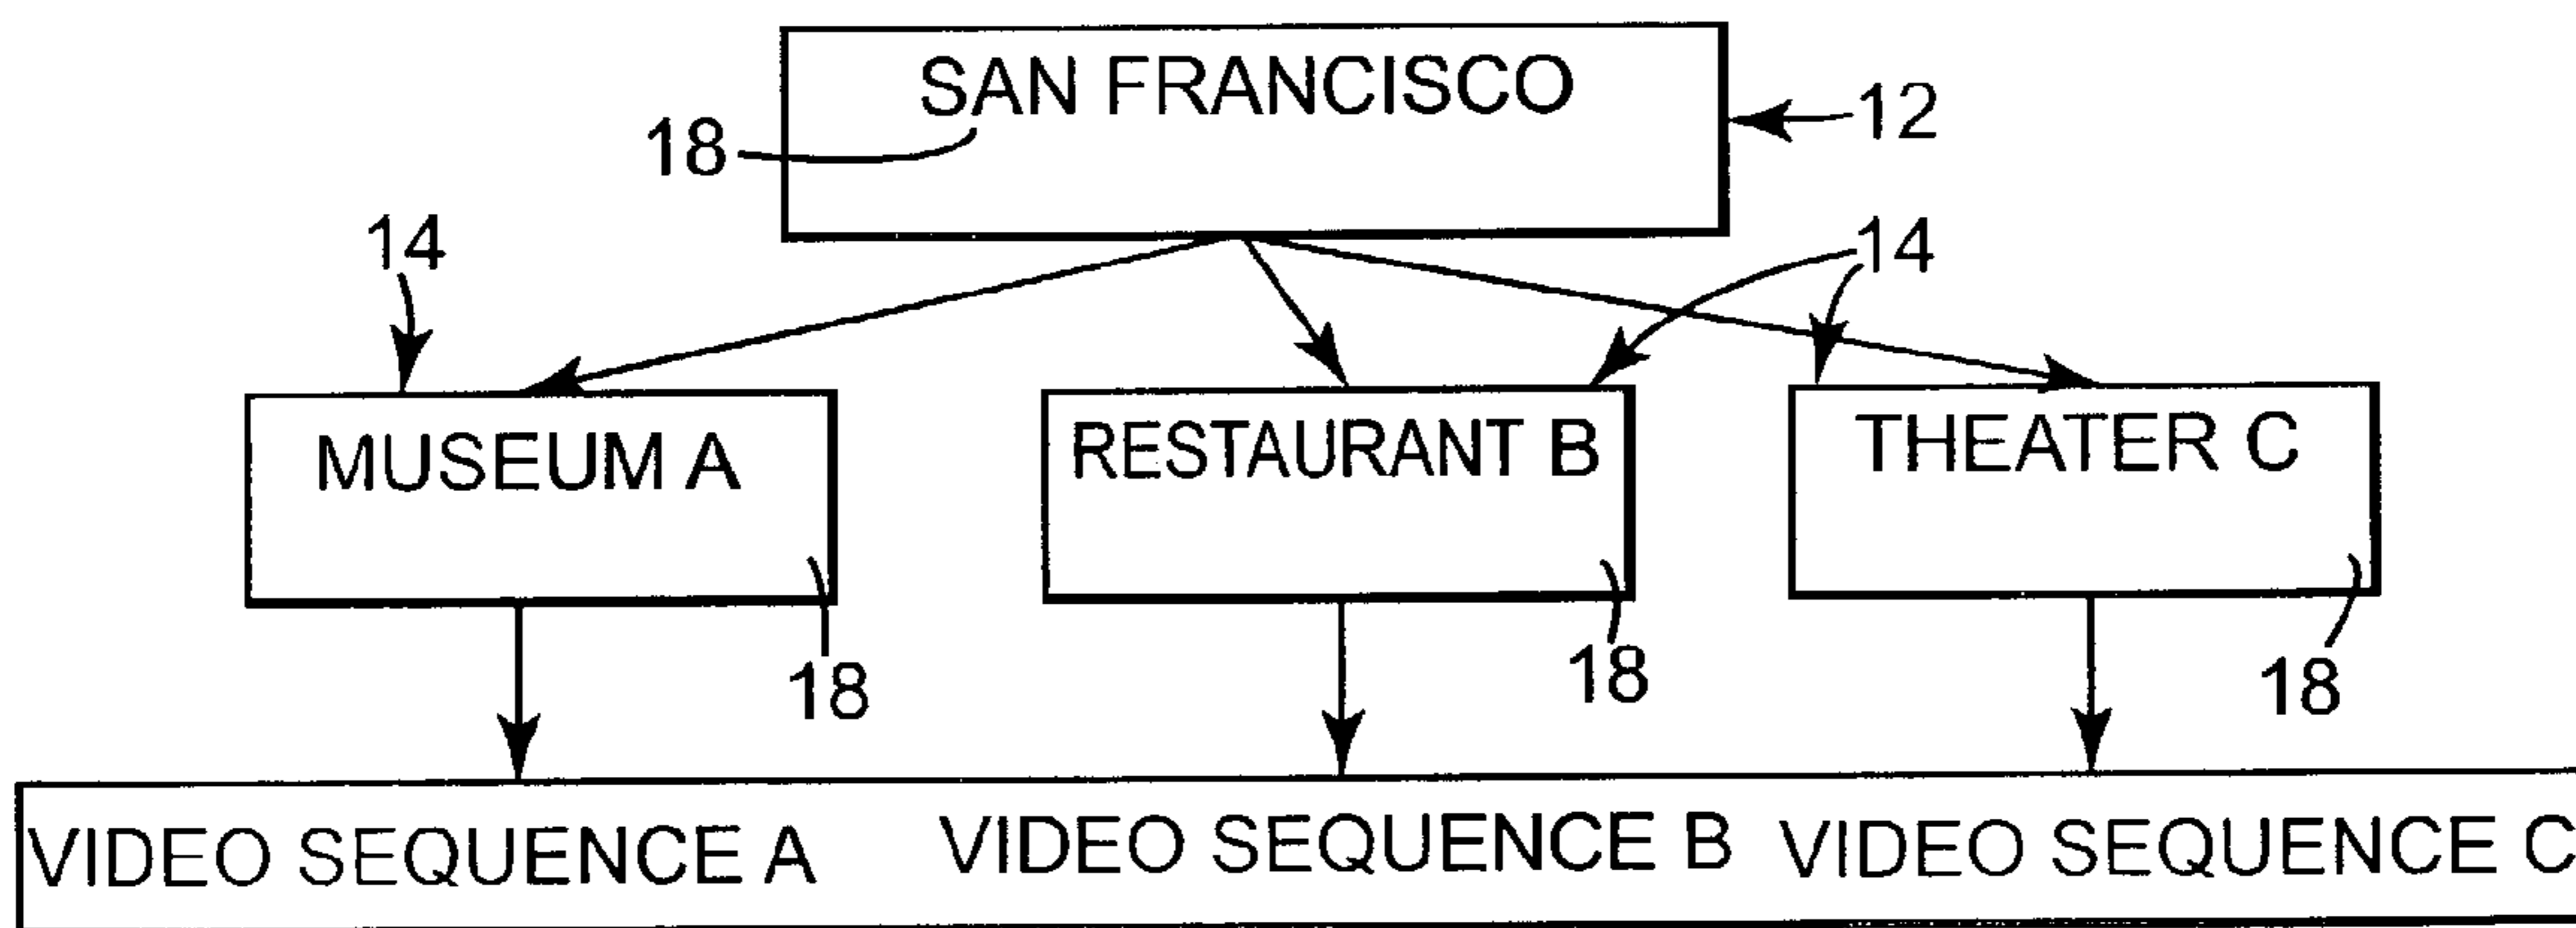 SAN FRANCISCO
12
18
14
14
MUSEUM A
RESTAURANT B
THEATER C
18
18
18
VIDEO SEQUENCE A
VIDEO SEQUENCE B
VIDEO SEQUENCE C